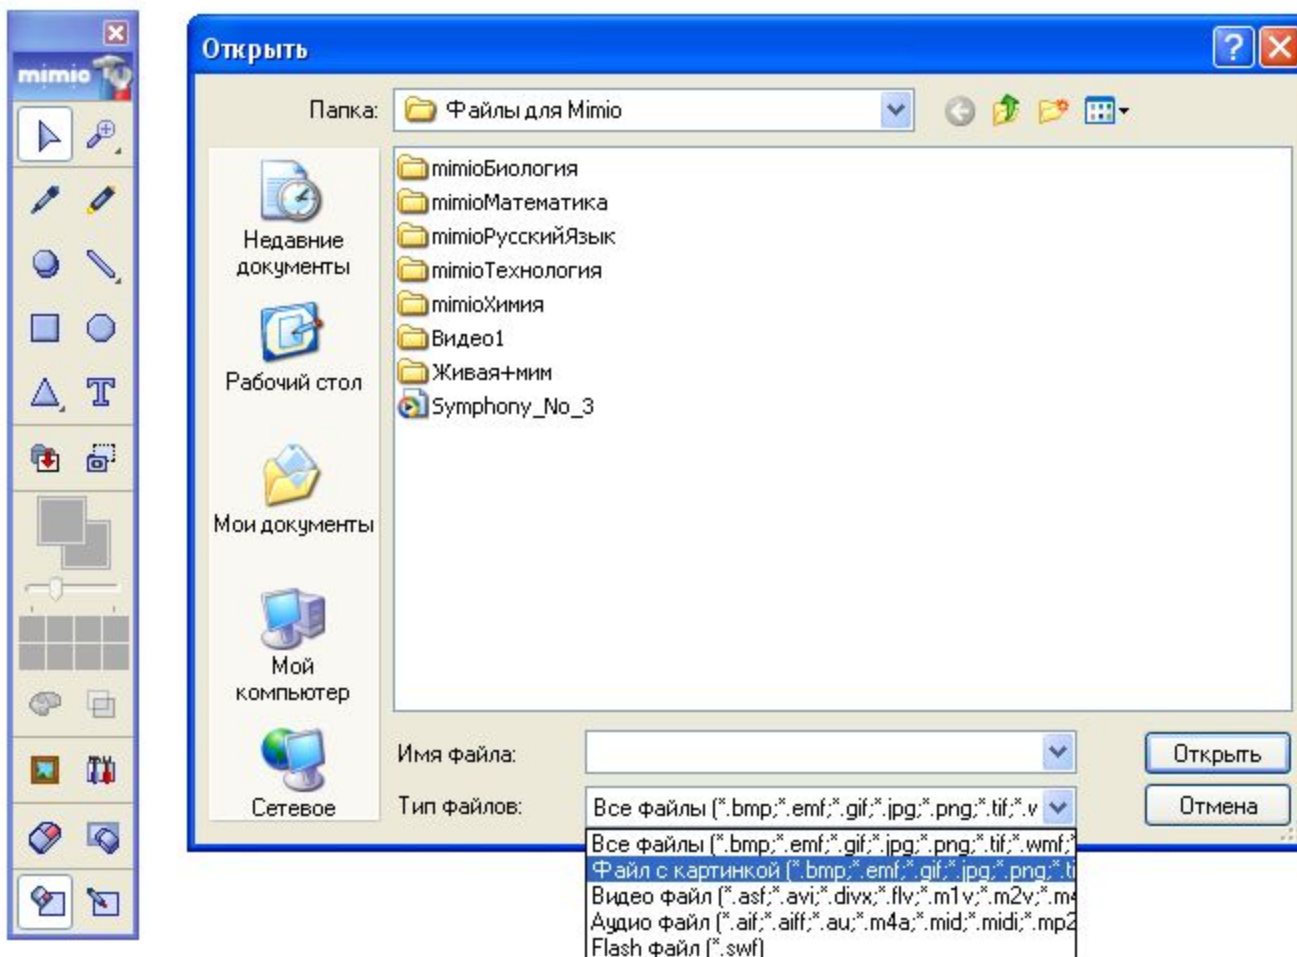 mimio
Открыть
Папка: Файлы для Mimio
mimioБиология
mimioМатематика
mimioРусскийЯзык
mimioТехнология
mimioХимия
Видео1
Живая+мим
Symphony_No_3
Недавние
документы
Рабочий стол
Мои документы
Мой
компьютер
Сетевое
Имя файла:
Открыть
Тип файлов: Все файлы (*.bmp;*.emf;*.gif;*.jpg;*.png;*.tif;*.v
Отмена
Все файлы (*.bmp;*.emf;*.gif;*.jpg;*.png;*.tif;*.wmf;*
Файл с картинкой (*.bmp;*.emf;*.gif;*.jpg;*.png;*.ti
Видео файл (*.asf;*.avi;*.divx;*.flv;*.m1v;*.m2v;*.m4
Аудио файл (*.aif;*.aiff;*.au;*.m4a;*.mid;*.midi;*.mp2
Flash файл (*.swf)